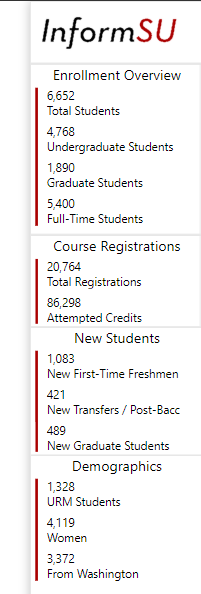 InformSU
Enrollment Overview
6,652
Total Students
4,768
Undergraduate Students
1,890
Graduate Students
5,400
Full-Time Students
Course Registrations
20,764
Total Registrations
86,298
Attempted Credits
New Students
1,083
New First-Time Freshmen
421
New Transfers / Post-Bacc
489
New Graduate Students
Demographics
1,328
URM Students
4,119
Women
3,372
From Washington